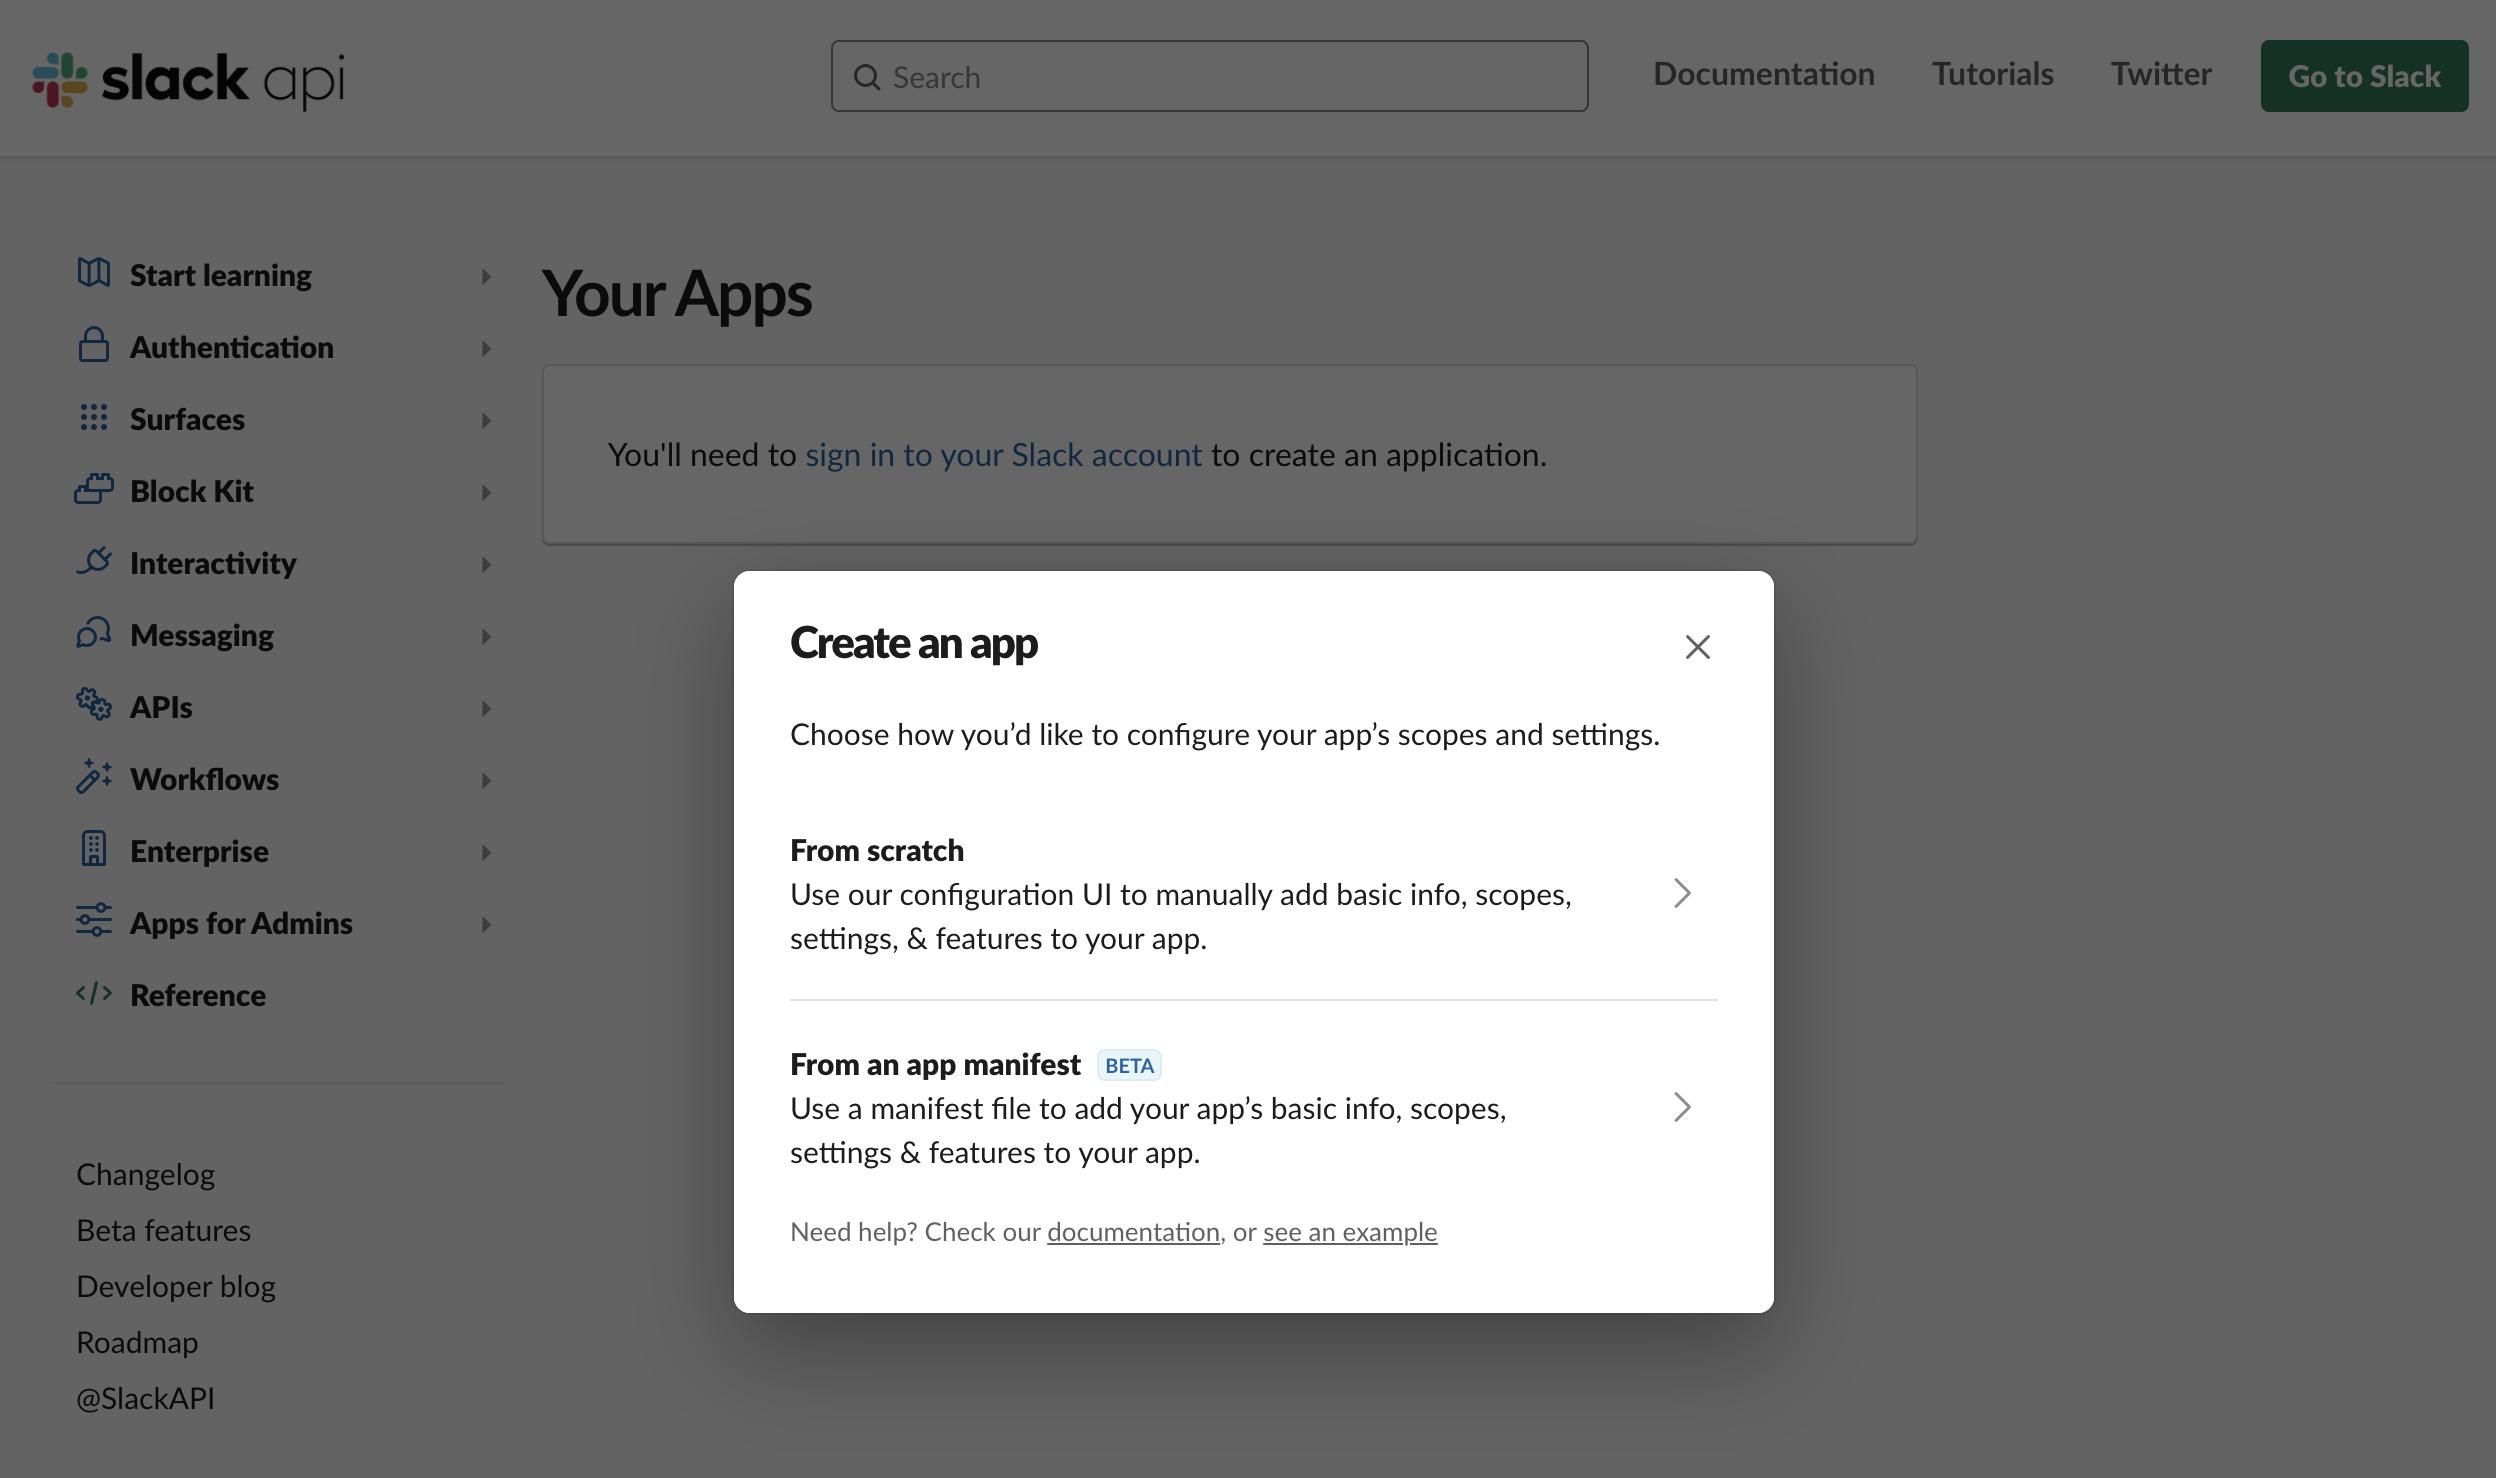 slack api
Search
Documentation
Tutorials
Twitter
Go to Slack
Start learning
Authentication
Surfaces
Block Kit
Interactivity
Messaging
APIs
Workflows
Enterprise
Apps for Admins
Reference
Changelog
Beta features
Developer blog
Roadmap
@SlackAPI
Your Apps
You'll need to sign in to your Slack account to create an application.
Create an app
Choose how you’d like to configure your app’s scopes and settings.
From scratch
Use our configuration UI to manually add basic info, scopes,
settings, & features to your app.
From an app manifest BETA
Use a manifest file to add your app’s basic info, scopes,
settings & features to your app.
Need help? Check our documentation, or see an example